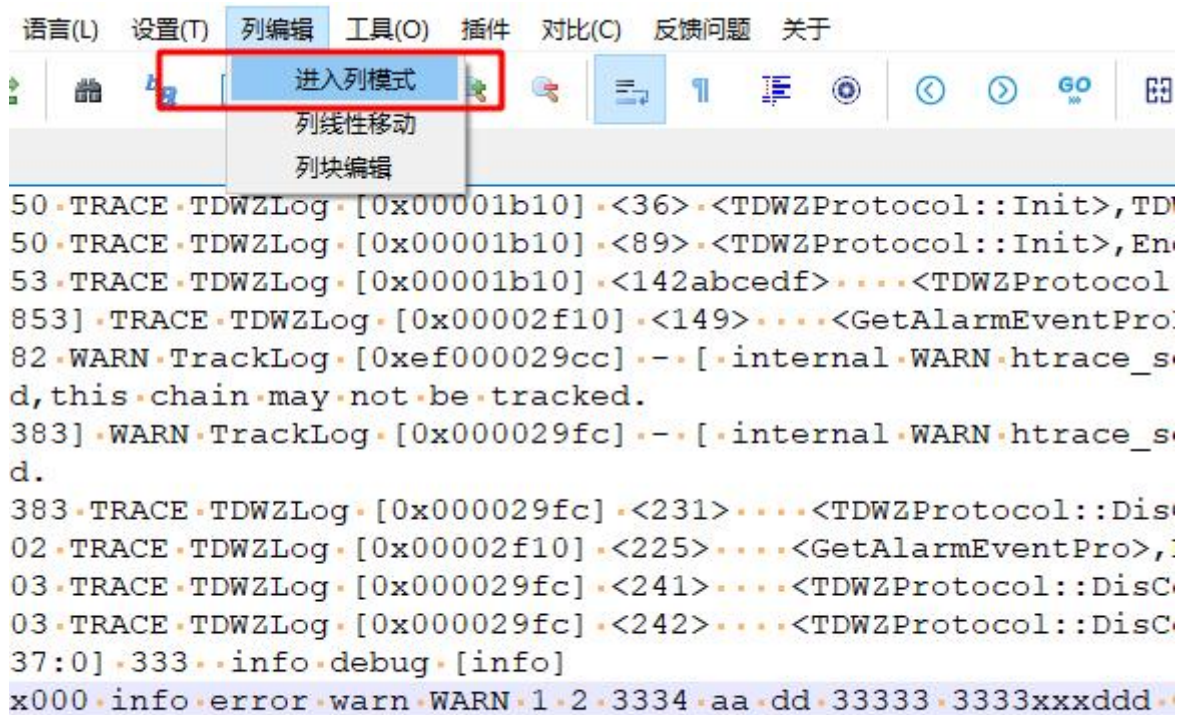 语言(L) 设置(T) 列编辑 工具(O) 插件 对比(C) 反馈问题 关于
进入列模式
GO
列线性移动
列块编辑
50 TRACE TDWZLog [0x00001b10] <36> <TDWZProtocol::Init>,TDW
50 TRACE TDWZLog [0x00001b10] <89> <TDWZProtocol::Init>,En
53 TRACE TDWZLog [0x00001b10] <142abcedf>    <TDWZProtocol
853] TRACE TDWZLog [0x00002f10] <149>    <GetAlarmEventPro
82 WARN TrackLog [0xef000029cc] - [ internal WARN htrace_s
d,this chain may not be tracked.
383] WARN TrackLog [0x000029fc] - [ internal WARN htrace_s
d.
383 TRACE TDWZLog [0x000029fc] <231>    <TDWZProtocol::Dis
02 TRACE TDWZLog [0x00002f10] <225>    <GetAlarmEventPro>,
03 TRACE TDWZLog [0x000029fc] <241>    <TDWZProtocol::DisC
03 TRACE TDWZLog [0x000029fc] <242>    <TDWZProtocol::DisC
37:0] 333  info debug [info]
x000 info error warn WARN 1 2 3334 aa dd 33333 3333xxxddd